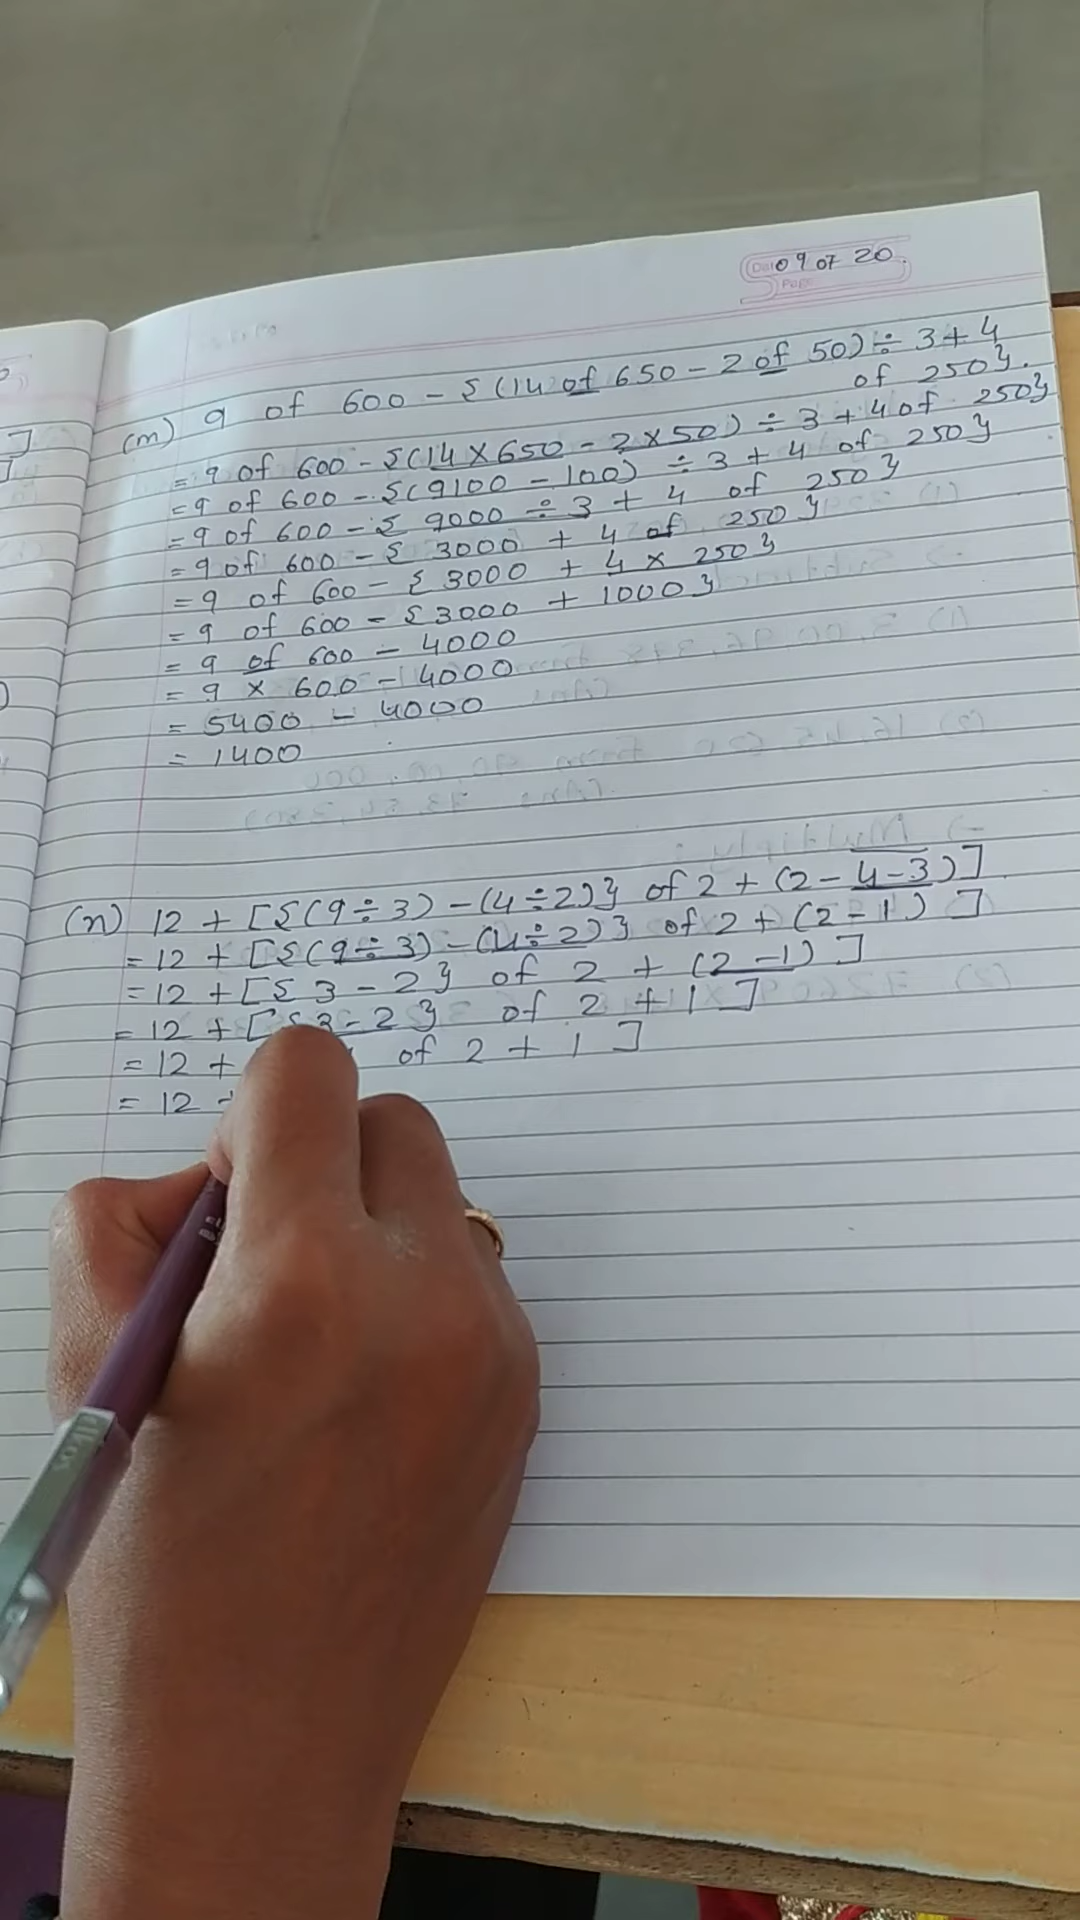 Date 09 07 20
Page
(m) 9 of 600 - {(14 of 650 - 2 of 50) ÷ 3 + 4
of 250}.
= 9 of 600 - {(14 × 650 - 2 × 50) ÷ 3 + 4 of 250}
= 9 of 600 - {(9100 - 100) ÷ 3 + 4 of 250}
= 9 of 600 - { 9000 ÷ 3 + 4 of 250}
= 9 of 600 - { 3000 + 4 of 250}
= 9 of 600 - { 3000 + 4 × 250}
= 9 of 600 - {3000 + 1000}
= 9 of 600 - 4000
= 9 × 600 - 4000
= 5400 - 4000
= 1400
(n) 12 + [{(9 ÷ 3) - (4 ÷ 2)} of 2 + (2 - 4 - 3)]
= 12 + [{(9 ÷ 3) - (4 ÷ 2)} of 2 + (2 - 1) ]
= 12 + [{ 3 - 2} of 2 + (2 - 1) ]
= 12 + [{3 - 2} of 2 + 1 ]
= 12 + of 2 + 1 ]
= 12 +